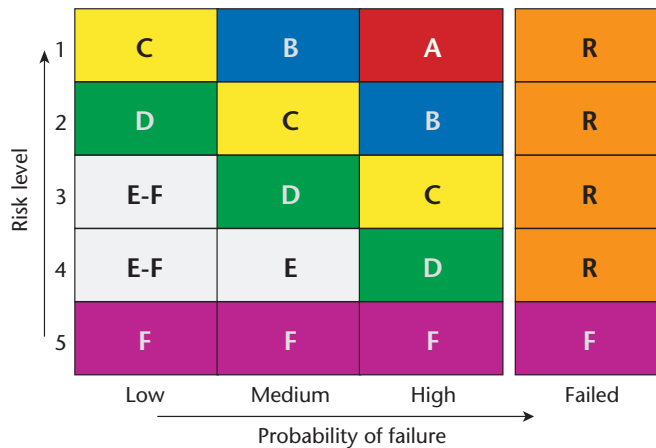 1 C B A R
2 D C B R
Risk level
3 E-F D C R
4 E-F E D R
5 F F F F
Low Medium High Failed
Probability of failure